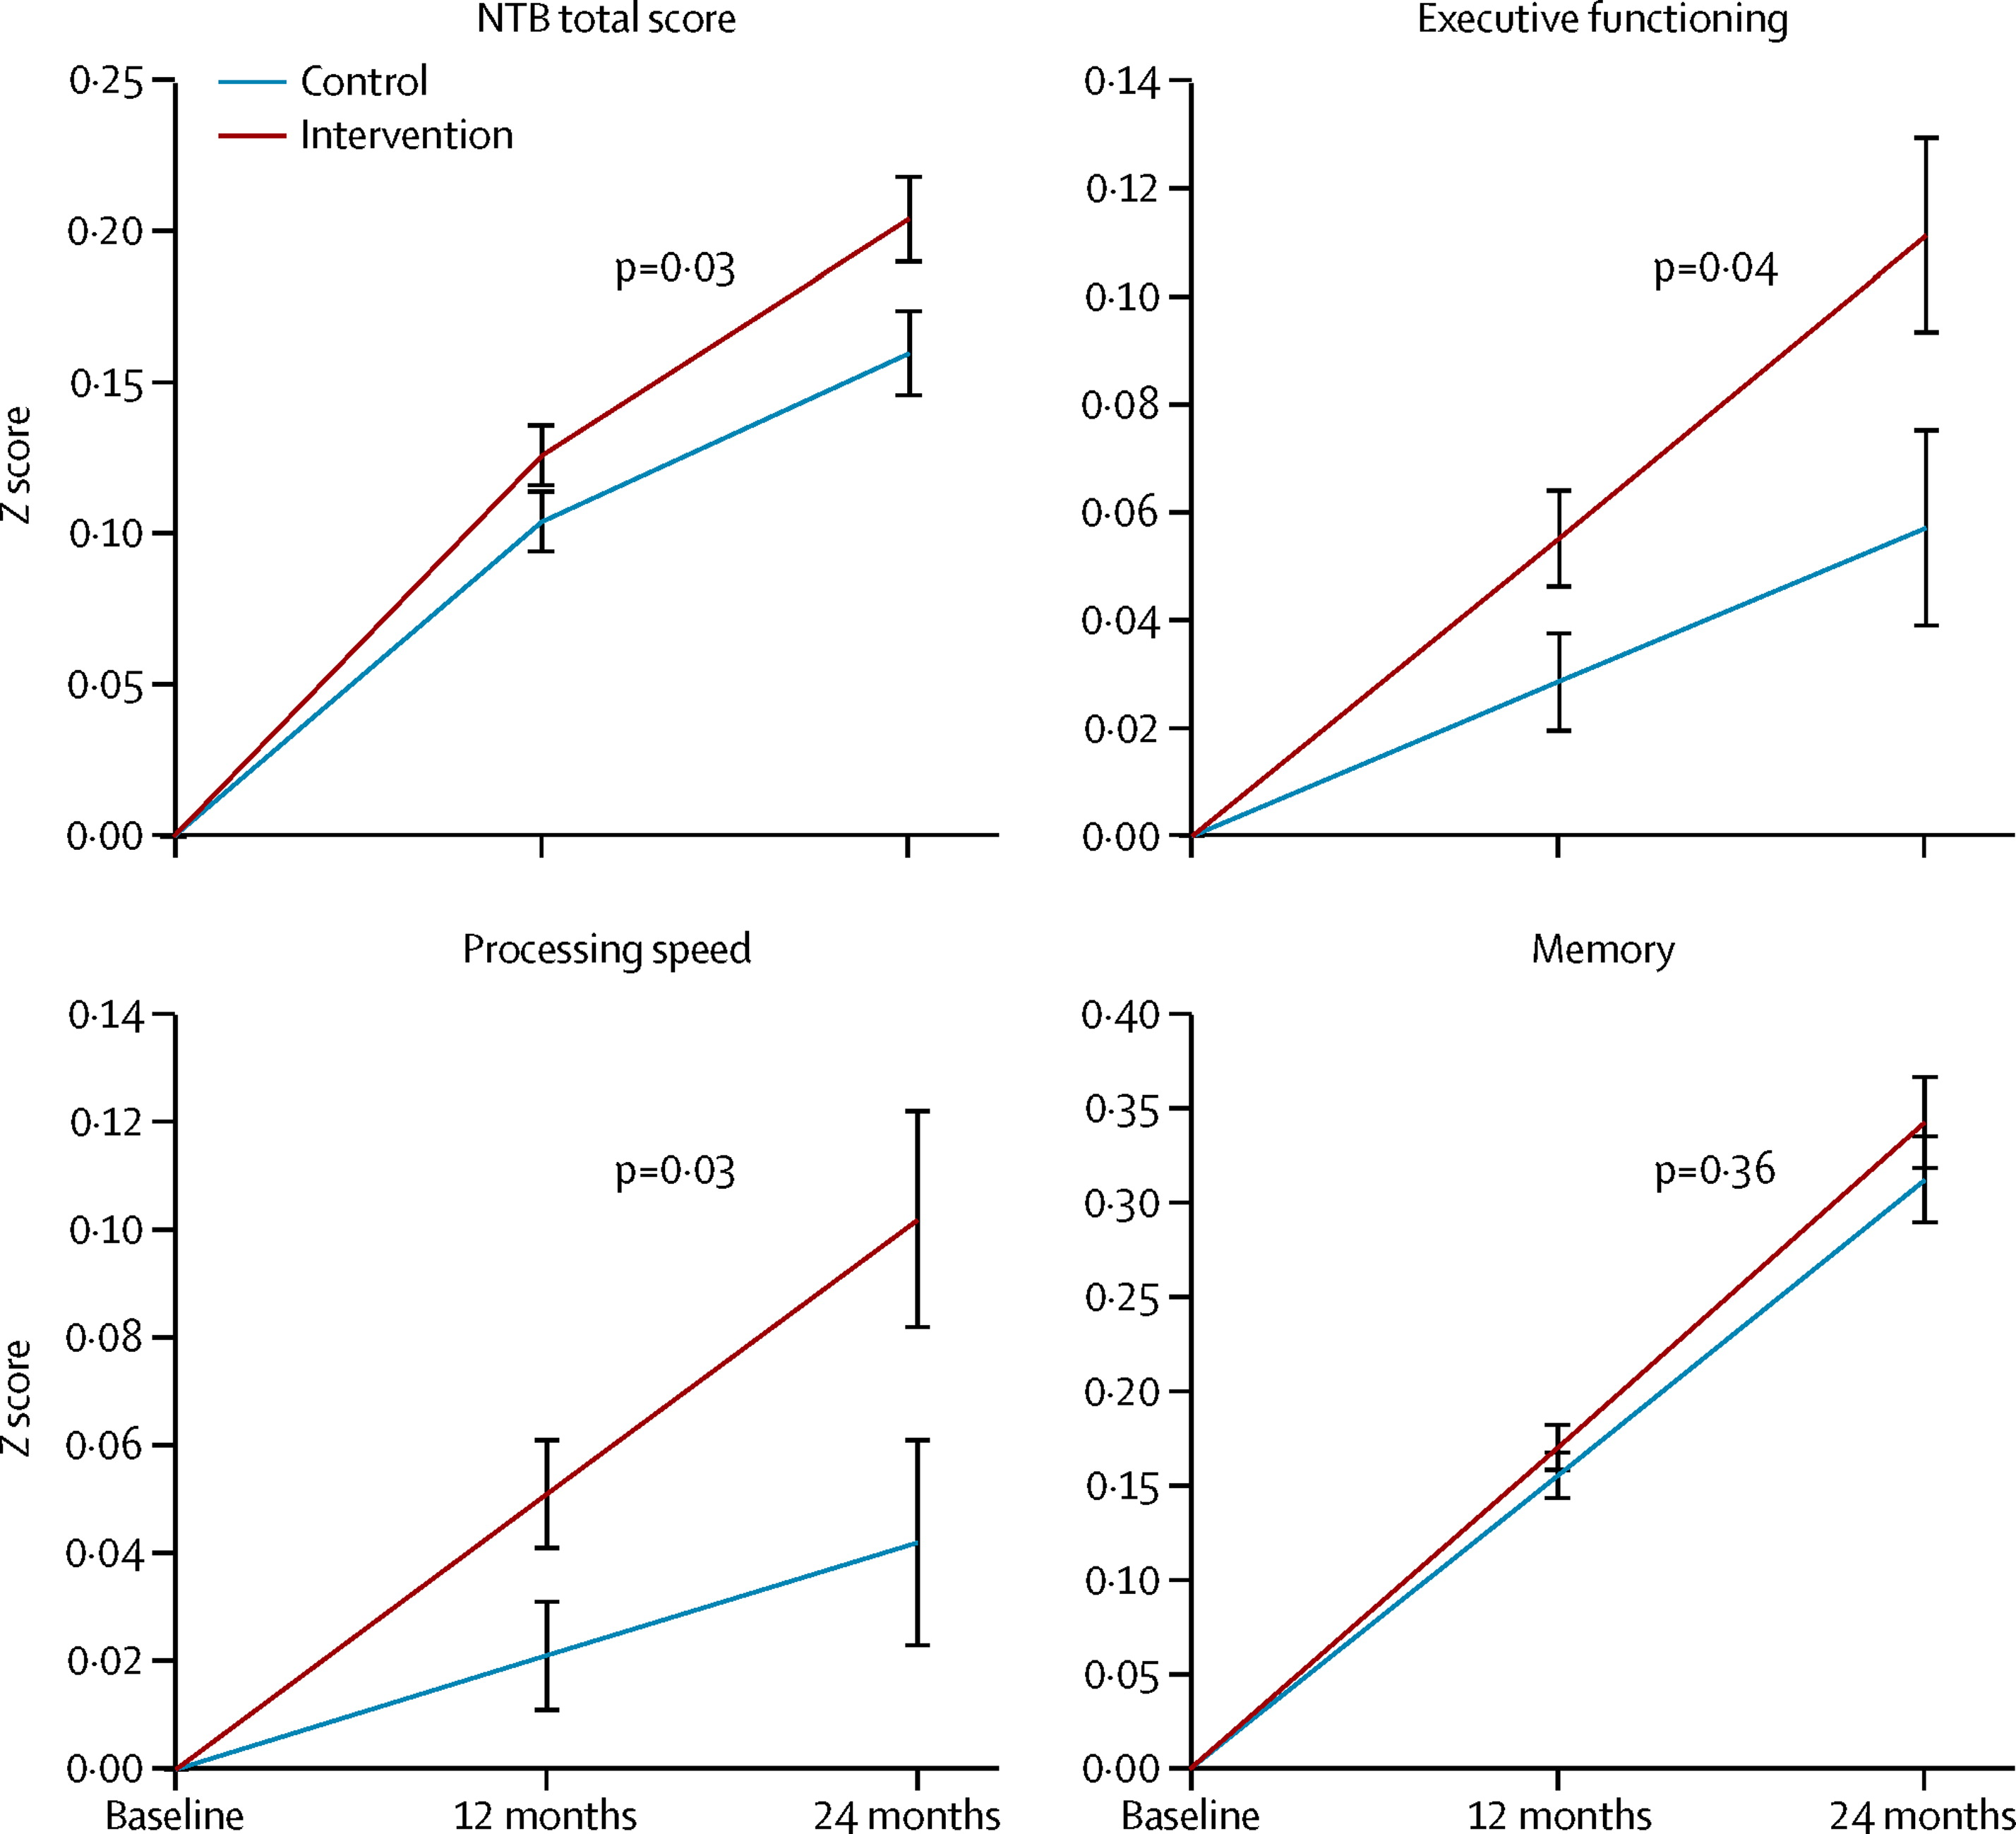 NTB total score
Executive functioning
Control
Intervention
Z score
0·25
0·20
0·15
0·10
0·05
0·00
p=0·03
0·14
0·12
0·10
0·08
0·06
0·04
0·02
0·00
p=0·04
Processing speed
Memory
Z score
0·14
0·12
0·10
0·08
0·06
0·04
0·02
0·00
p=0·03
Baseline
12 months
24 months
0·40
0·35
0·30
0·25
0·20
0·15
0·10
0·05
0·00
p=0·36
Baseline
12 months
24 months